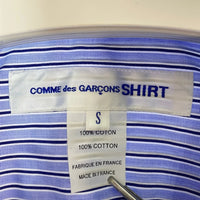 COMME des GARÇONS SHIRT
S
100% COTON
100% COTTON
FABRIQUE EN FRANCE
MADE IN FRANCE